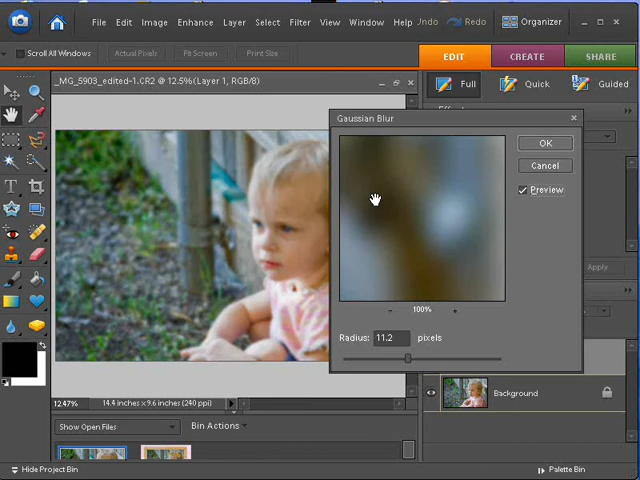 File Edit Image Enhance Layer Select Filter View Window Help Undo Redo Organizer
Scroll All Windows Actual Pixels Fit Screen Print Size EDIT CREATE SHARE
_MG_5903_edited-1.CR2 @ 12.5%(Layer 1, RGB/8) Full Quick Guided
Gaussian Blur
OK
Cancel
Preview
100%
Apply
Radius: 11.2 pixels
Background
12.47% 14.4 inches x 9.6 inches (240 ppi)
Show Open Files Bin Actions
Hide Project Bin Palette Bin